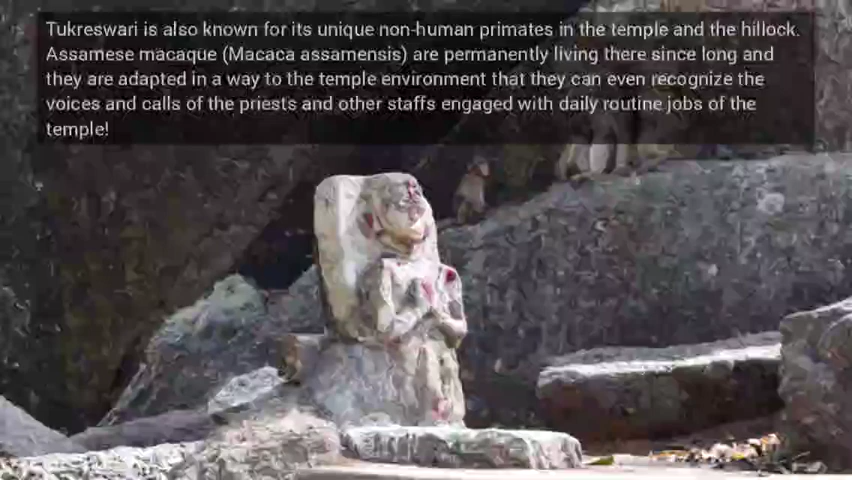 Tukreswari is also known for its unique non-human primates in the temple and the hillock.
Assamese macaque (Macaca assamensis) are permanently living there since long and
they are adapted in a way to the temple environment that they can even recognize the
voices and calls of the priests and other staffs engaged with daily routine jobs of the
temple!